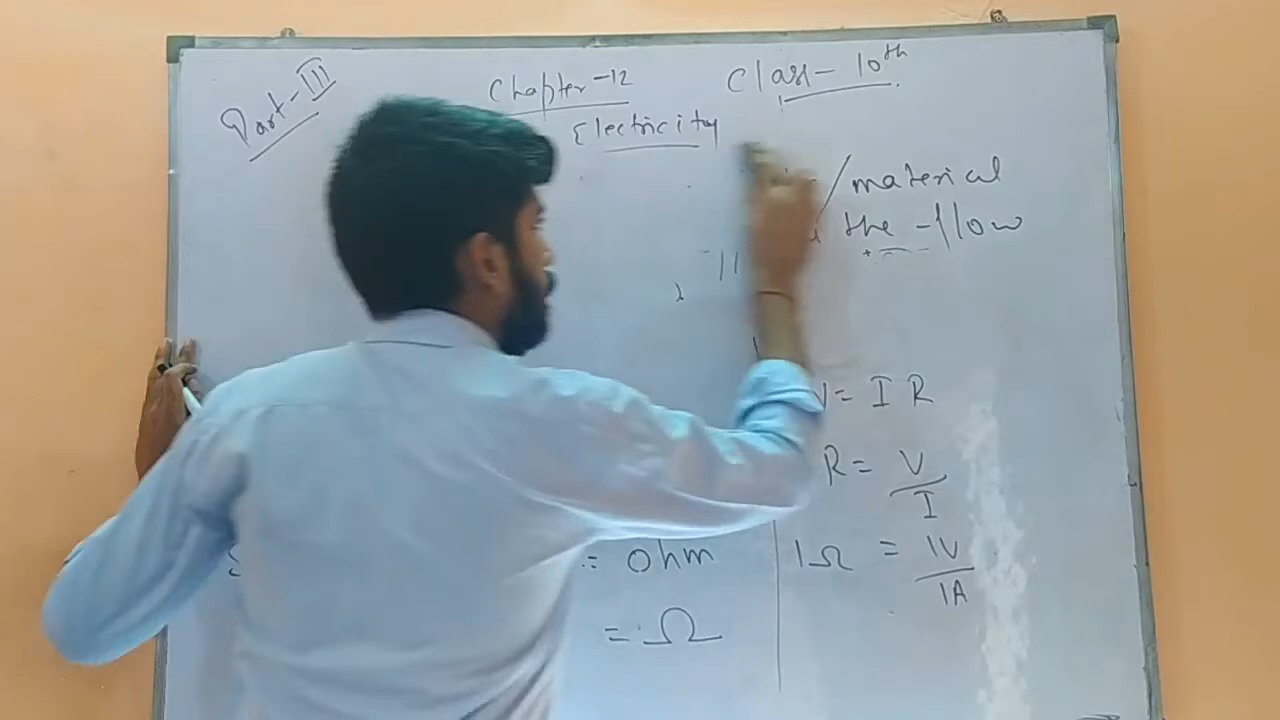 Part-III
Chapter-12
Class- 10th
Electricity
/material
the flow
V= I R
R= V/I
= Ohm
1Ω = 1V/1A
= Ω